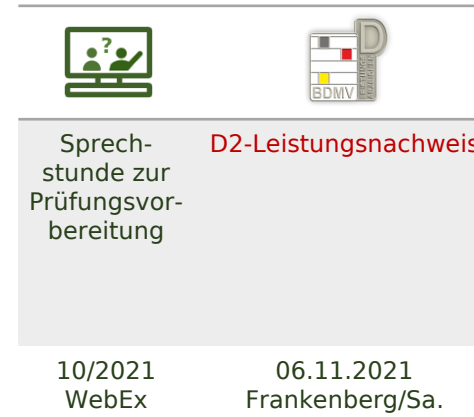 ?
BDMV
D
Sprech-
stunde zur
Prüfungsvor-
bereitung
D2-Leistungsnachweis
10/2021
WebEx
06.11.2021
Frankenberg/Sa.